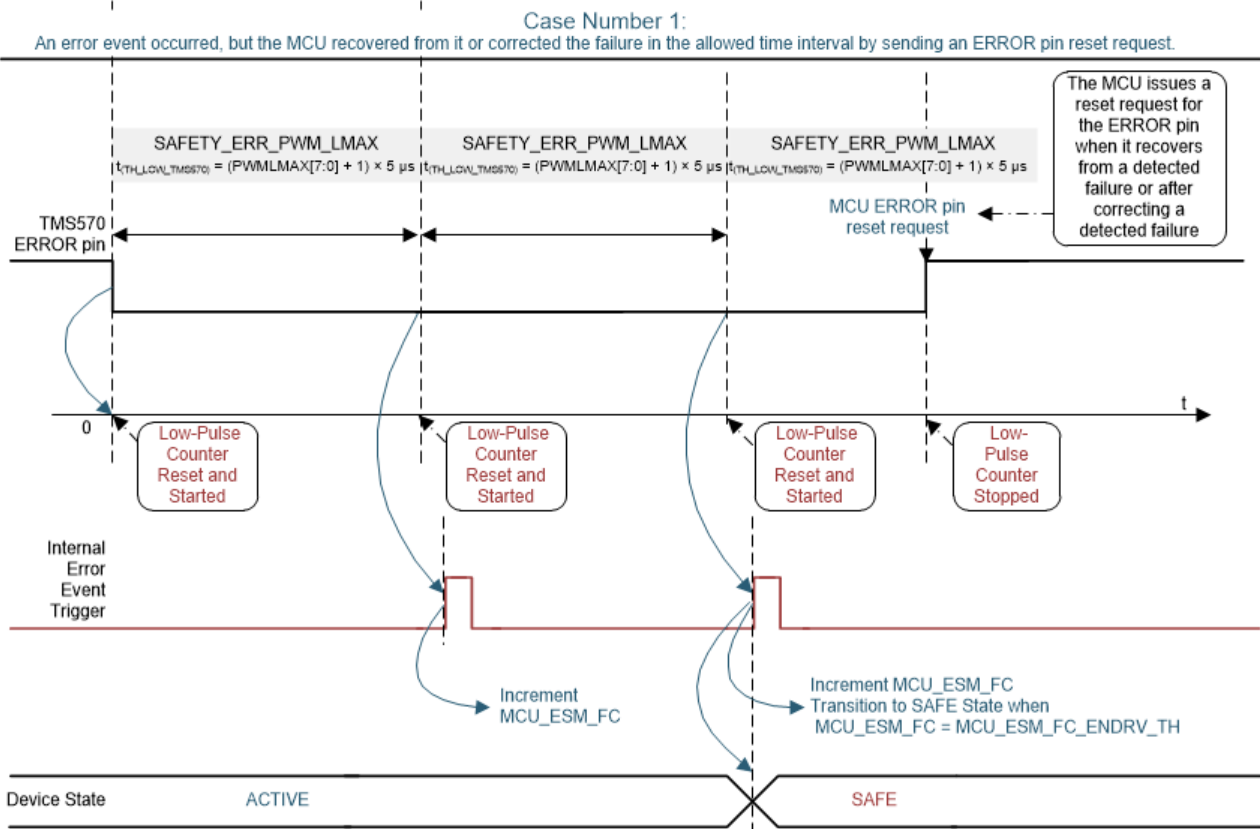 Case Number 1:
An error event occurred, but the MCU recovered from it or corrected the failure in the allowed time interval by sending an ERROR pin reset request.
The MCU issues a
reset request for
the ERROR pin
when it recovers
from a detected
failure or after
correcting a
detected failure
SAFETY_ERR_PWM_LMAX
t(TH_LOW_TMS570) = (PWMLMAX[7:0] + 1) × 5 µs
SAFETY_ERR_PWM_LMAX
t(TH_LOW_TMS570) = (PWMLMAX[7:0] + 1) × 5 µs
SAFETY_ERR_PWM_LMAX
t(TH_LOW_TMS570) = (PWMLMAX[7:0] + 1) × 5 µs
MCU ERROR pin
reset request
TMS570
ERROR pin
t
0
Low-Pulse
Counter
Reset and
Started
Low-Pulse
Counter
Reset and
Started
Low-Pulse
Counter
Reset and
Started
Low-
Pulse
Counter
Stopped
Internal
Error
Event
Trigger
Increment
MCU_ESM_FC
Increment MCU_ESM_FC
Transition to SAFE State when
MCU_ESM_FC = MCU_ESM_FC_ENDRV_TH
Device State
ACTIVE
SAFE